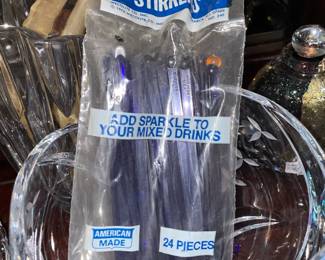 STIRRE
ADD SPARKLE TO
YOUR MIXED DRINKS
AMERICAN
MADE
24 PIECES